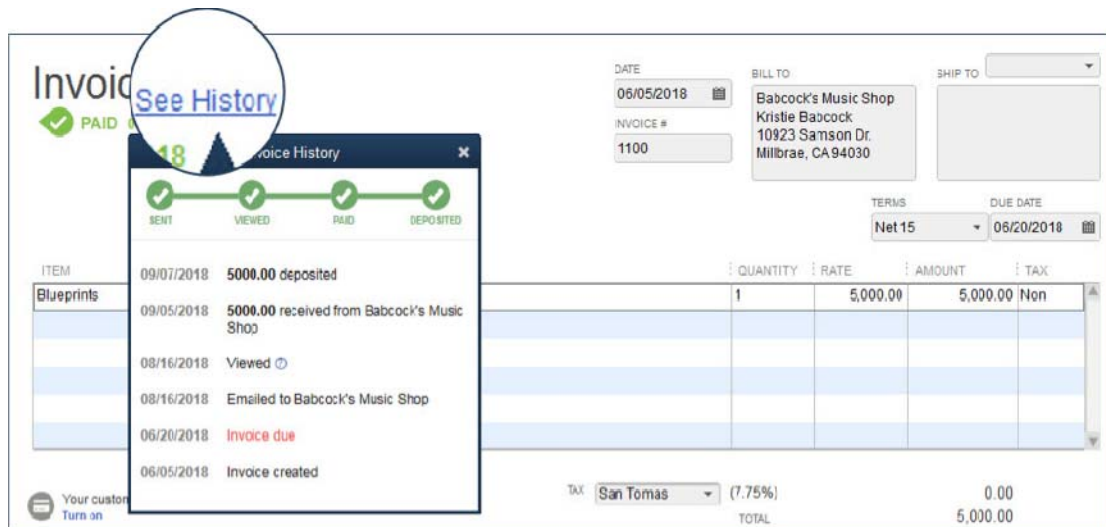 Invoic
See History
PAID
18
voice History
SENT VIEWED PAID DEPOSITED
09/07/2018 5000.00 deposited
09/05/2018 5000.00 received from Babcock's Music
Shop
08/16/2018 Viewed
08/16/2018 Emailed to Babcock's Music Shop
06/20/2018 Invoice due
06/05/2018 Invoice created
DATE
06/05/2018
INVOICE #
1100
BILL TO
Babcock's Music Shop
Kristie Babcock
10923 Samson Dr.
Millbrae, CA 94030
SHIP TO
TERMS
Net 15
DUE DATE
06/20/2018
ITEM QUANTITY RATE AMOUNT TAX
Blueprints 1 5,000.00 5,000.00 Non
Your custon
Turn on
TAX San Tomas (7.75%) 0.00
TOTAL 5,000.00